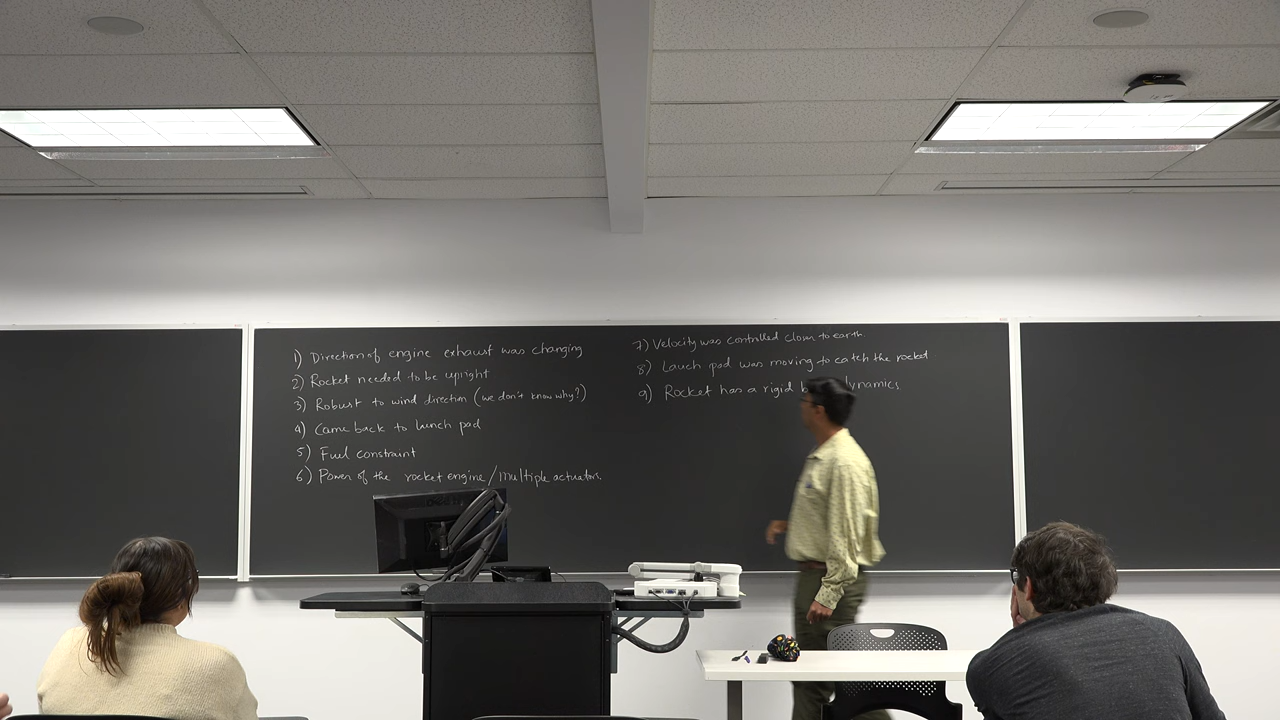 1) Direction of engine exhaust was changing
2) Rocket needed to be upright
3) Robust to wind direction (we don't know why?)
4) Came back to lunch pad
5) Fuel constraint
6) Power of the rocket engine/multiple actuators.
7) Velocity was controlled closer to earth.
8) Lauch pad was moving to catch the rocket
9) Rocket has a rigid dynamics